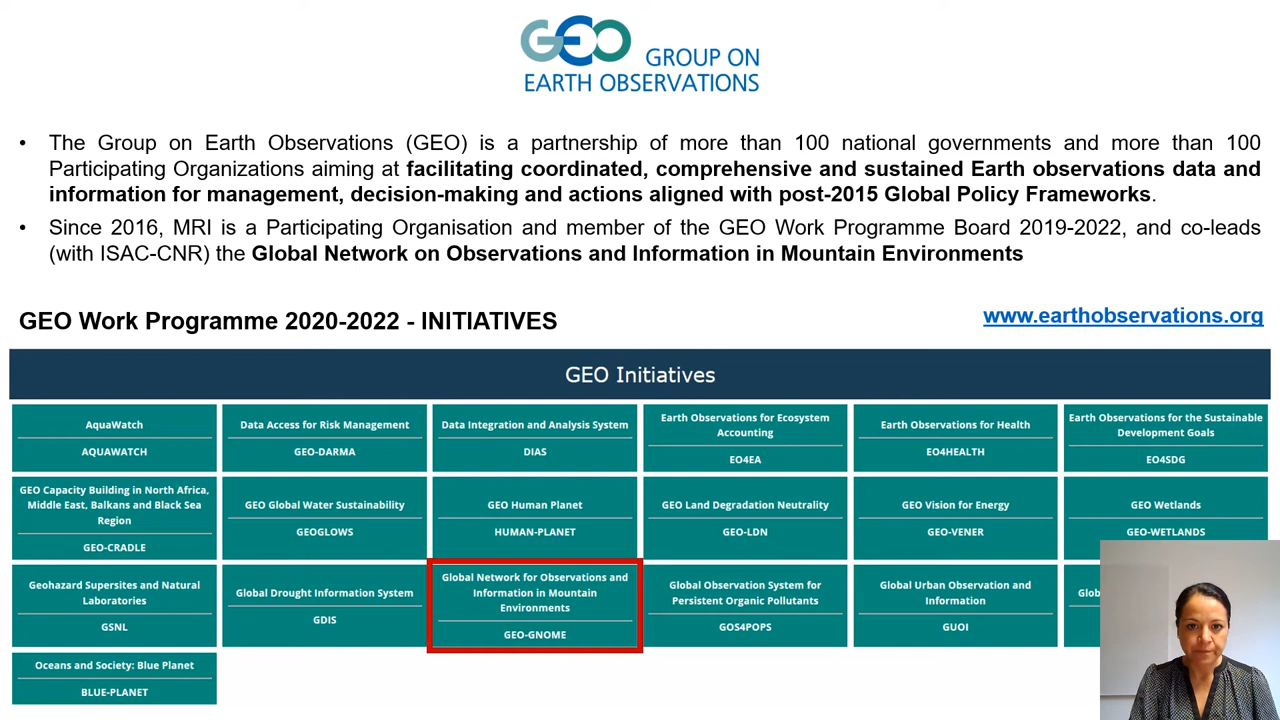 GEO GROUP ON
EARTH OBSERVATIONS
• The Group on Earth Observations (GEO) is a partnership of more than 100 national governments and more than 100
Participating Organizations aiming at facilitating coordinated, comprehensive and sustained Earth observations data and
information for management, decision-making and actions aligned with post-2015 Global Policy Frameworks.
• Since 2016, MRI is a Participating Organisation and member of the GEO Work Programme Board 2019-2022, and co-leads
(with ISAC-CNR) the Global Network on Observations and Information in Mountain Environments
GEO Work Programme 2020-2022 - INITIATIVES
www.earthobservations.org
GEO Initiatives
AquaWatch
AQUAWATCH
Data Access for Risk Management
GEO-DARMA
Data Integration and Analysis System
DIAS
Earth Observations for Ecosystem
Accounting
EO4EA
Earth Observations for Health
EO4HEALTH
Earth Observations for the Sustainable
Development Goals
EO4SDG
GEO Capacity Building in North Africa,
Middle East, Balkans and Black Sea
Region
GEO-CRADLE
GEO Global Water Sustainability
GEOGLOWS
GEO Human Planet
HUMAN-PLANET
GEO Land Degradation Neutrality
GEO-LDN
GEO Vision for Energy
GEO-VENER
GEO Wetlands
GEO-WETLANDS
Geohazard Supersites and Natural
Laboratories
GSNL
Global Drought Information System
GDIS
Global Network for Observations and
Information in Mountain
Environments
GEO-GNOME
Global Observation System for
Persistent Organic Pollutants
GOS4POPS
Global Urban Observation and
Information
GUOI
Oceans and Society: Blue Planet
BLUE-PLANET